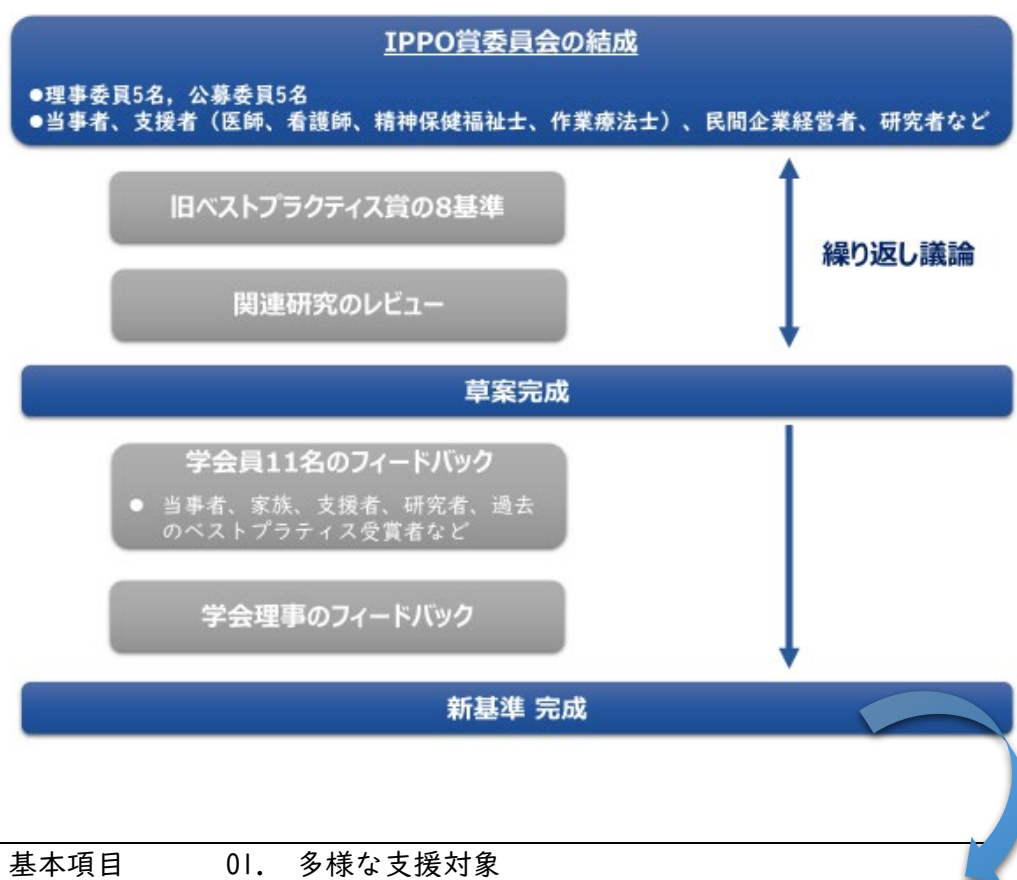 IPPO賞委員会の結成
●理事委員5名，公募委員5名
●当事者、支援者（医師、看護師、精神保健福祉士、作業療法士）、民間企業経営者、研究者など
旧ベストプラクティス賞の8基準
関連研究のレビュー
繰り返し議論
草案完成
学会員11名のフィードバック
● 当事者、家族、支援者、研究者、過去
のベストプラティス受賞者など
学会理事のフィードバック
新基準 完成
基本項目 01. 多様な支援対象